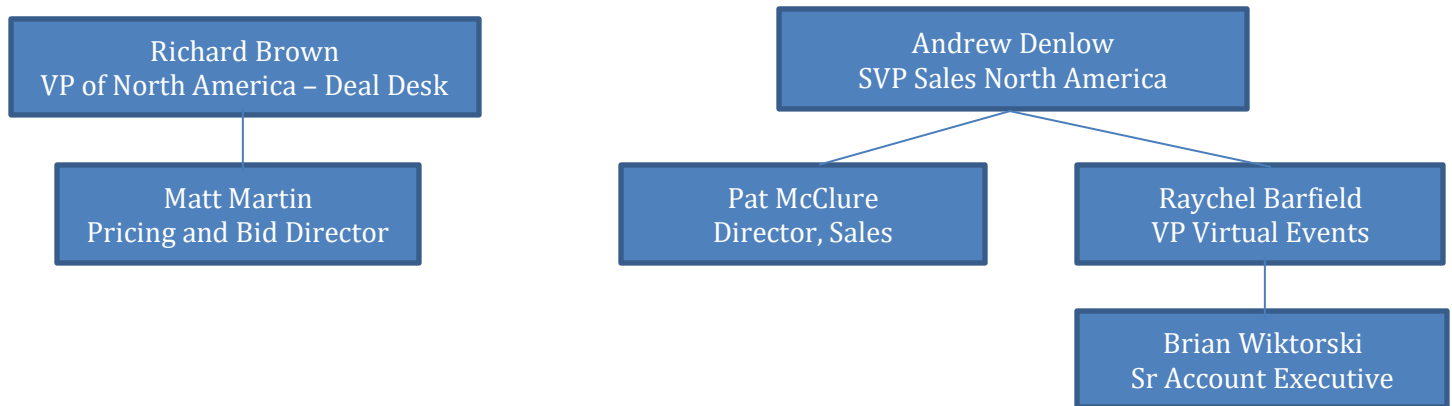 Richard Brown
VP of North America – Deal Desk
Andrew Denlow
SVP Sales North America
Matt Martin
Pricing and Bid Director
Pat McClure
Director, Sales
Raychel Barfield
VP Virtual Events
Brian Wiktorski
Sr Account Executive